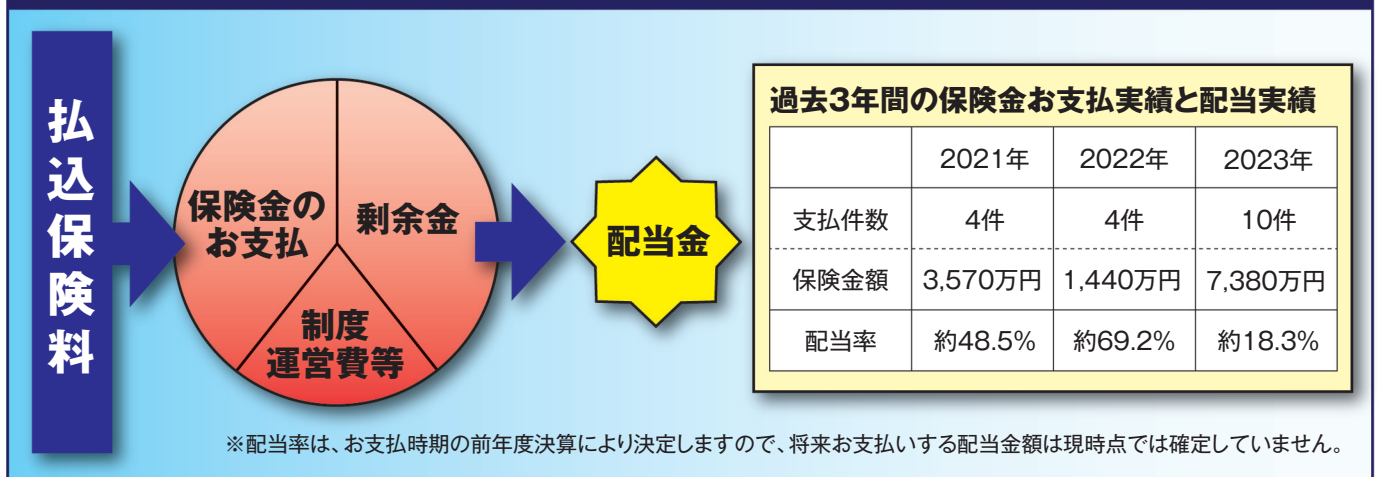 払込保険料
保険金の
お支払
剰余金
制度
運営費等
配当金
過去3年間の保険金お支払実績と配当実績
2021年 2022年 2023年
支払件数 4件 4件 10件
保険金額 3,570万円 1,440万円 7,380万円
配当率 約48.5% 約69.2% 約18.3%
※配当率は、お支払時期の前年度決算により決定しますので、将来お支払いする配当金額は現時点では確定していません。